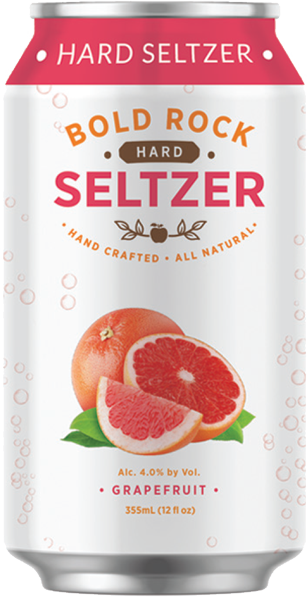 • HARD SELTZER •
BOLD ROCK
• HARD •
SELTZER
• HAND CRAFTED • ALL NATURAL •
Alc. 4.0% by Vol.
• GRAPEFRUIT •
355mL (12 fl oz)